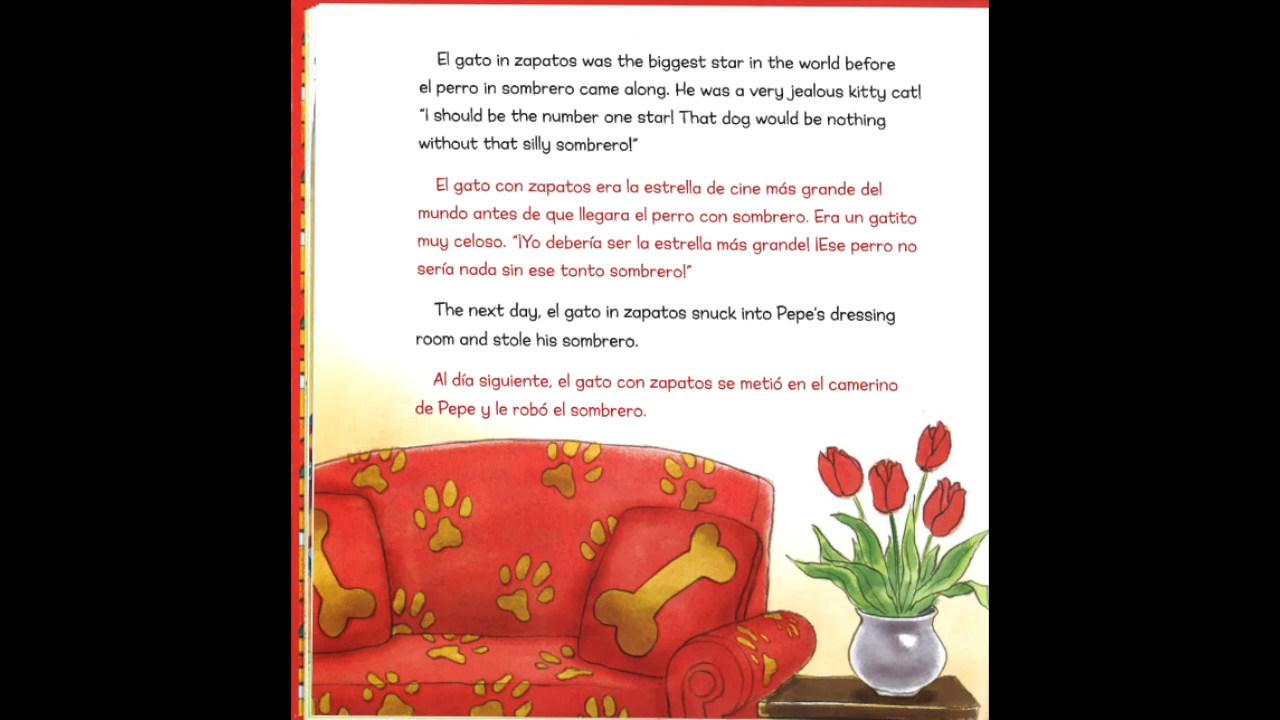 El gato in zapatos was the biggest star in the world before
el perro in sombrero came along. He was a very jealous kitty cat!
"I should be the number one star! That dog would be nothing
without that silly sombrero!"
El gato con zapatos era la estrella de cine más grande del
mundo antes de que llegara el perro con sombrero. Era un gatito
muy celoso. "¡Yo debería ser la estrella más grande! ¡Ese perro no
sería nada sin ese tonto sombrero!"
The next day, el gato in zapatos snuck into Pepe's dressing
room and stole his sombrero.
Al día siguiente, el gato con zapatos se metió en el camerino
de Pepe y le robó el sombrero.